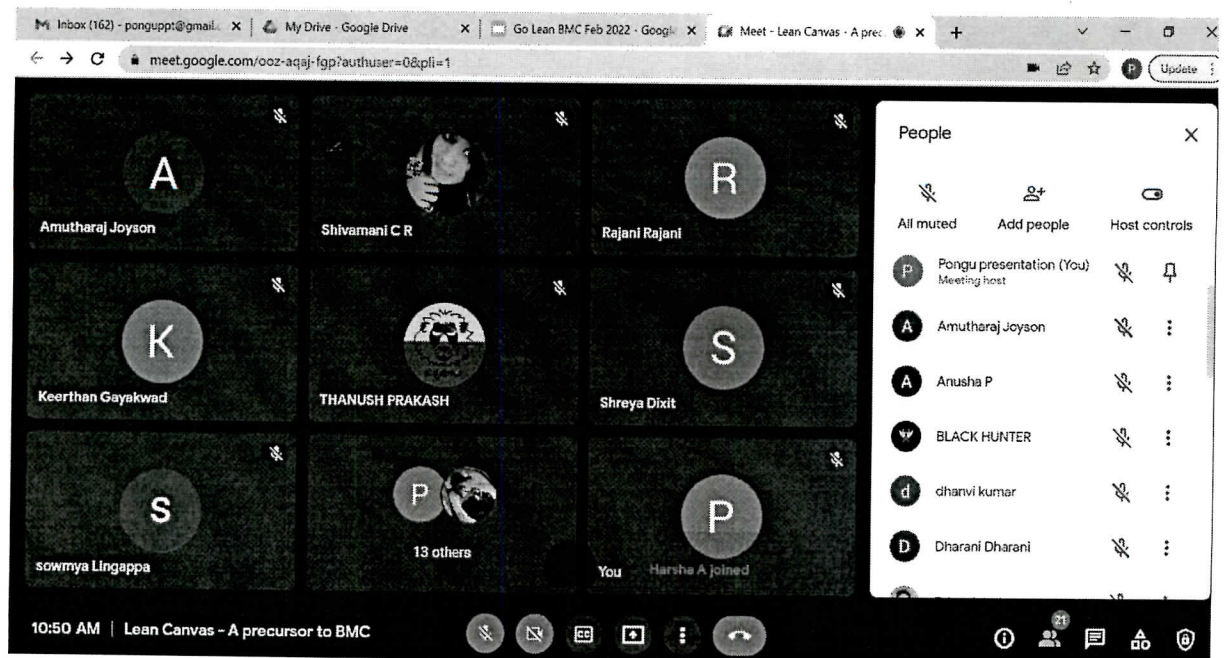 Inbox (162) - ponguppt@gmail.c
My Drive - Google Drive
Go Lean BMC Feb 2022 - Googl
Meet - Lean Canvas - A prec
meet.google.com/ooz-aqaj-fgp?authuser=0&pli=1
P
Update
A
Amutharaj Joyson
Shivamani C R
R
Rajani Rajani
K
Keerthan Gayakwad
THANUSH PRAKASH
S
Shreya Dixit
S
sowmya Lingappa
P
13 others
P
You
Harsha A joined
People
All muted
Add people
Host controls
P
Pongu presentation (You)
Meeting host
A
Amutharaj Joyson
A
Anusha P
BLACK HUNTER
d
dhanvi kumar
D
Dharani Dharani
10:50 AM | Lean Canvas - A precursor to BMC
CC
21